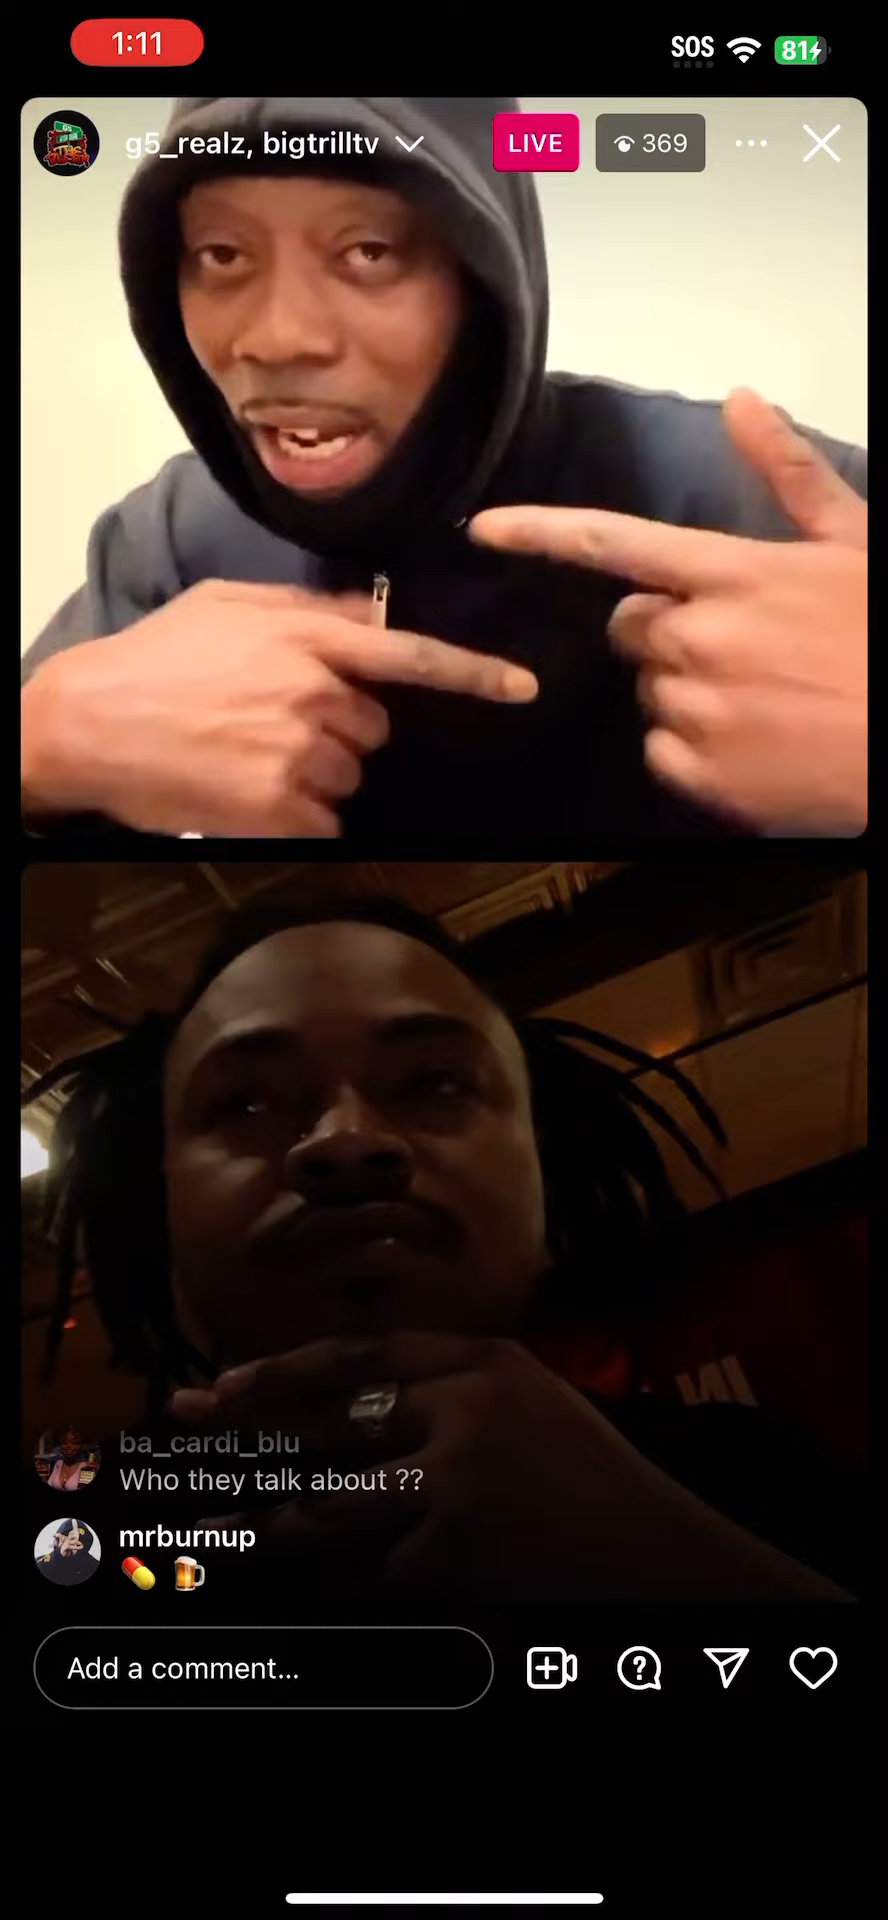 1:11
SOS
81
g5_realz, bigtrilltv
LIVE
369
ba_cardi_blu
Who they talk about ??
mrburnup
💊 🍺
Add a comment...